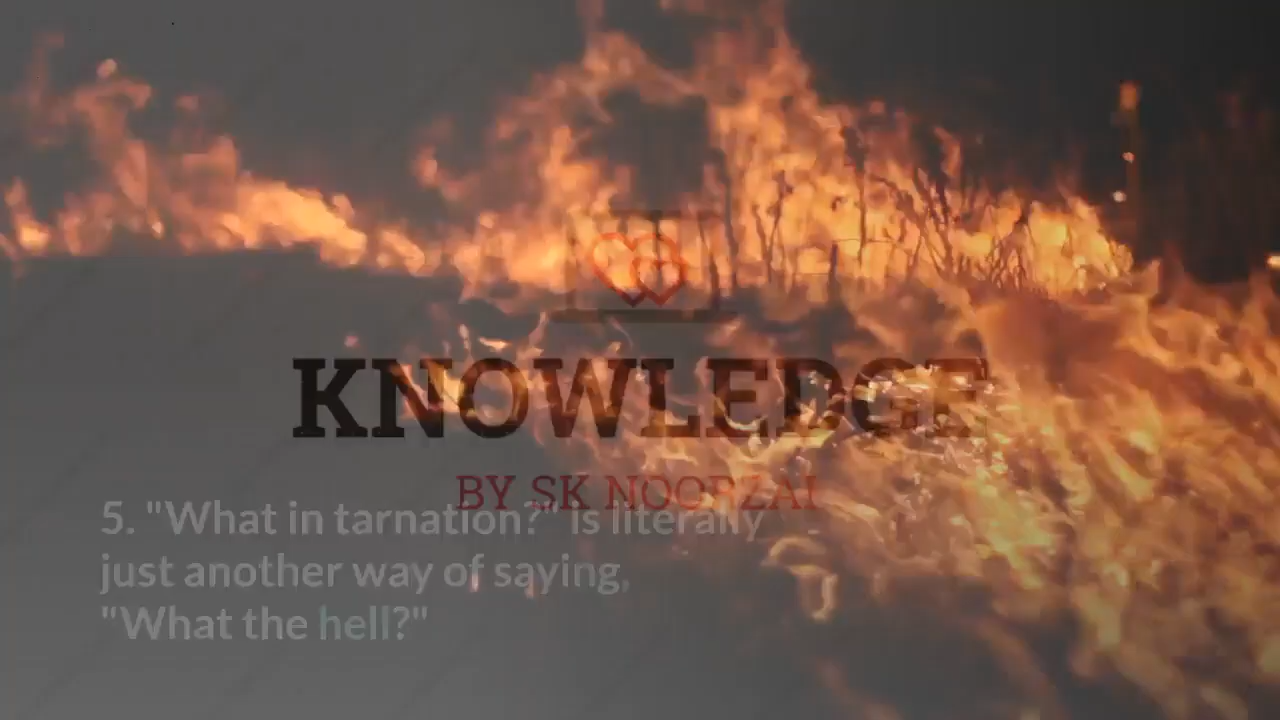 KNOWLEDGE
BY SK NOORZAI
5. "What in tarnation?" is literally
just another way of saying,
"What the hell?"